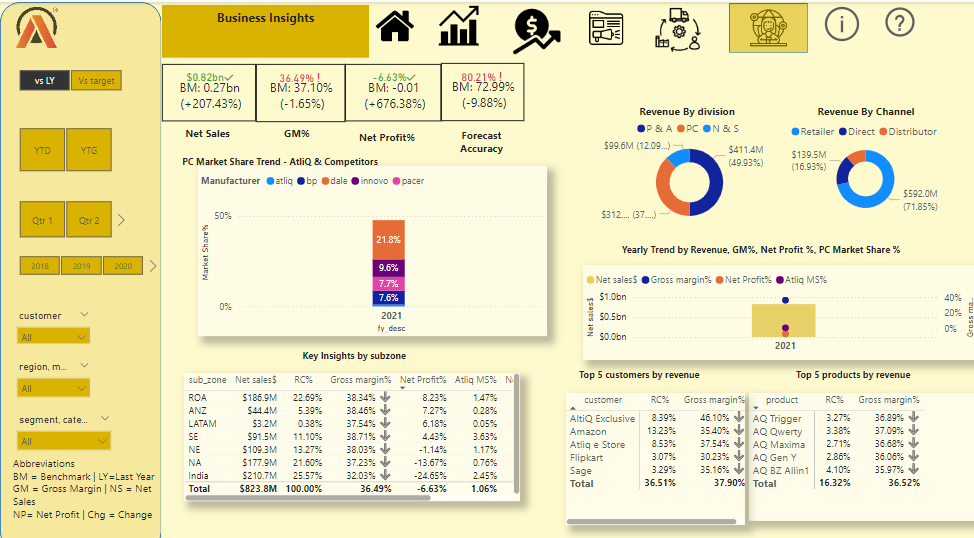 Business Insights
vs LY Vs target
YTD YTG
Qtr 1 Qtr 2
2018 2019 2020
customer
All
region, m...
All
segment, cate...
All
Abbreviations
BM = Benchmark | LY=Last Year
GM = Gross Margin | NS = Net
Sales
NP= Net Profit | Chg = Change
$0.82bn✓
BM: 0.27bn
(+207.43%)
Net Sales
36.49% !
BM: 37.10%
(-1.65%)
GM%
-6.63%✓
BM: -0.01
(+676.38%)
Net Profit%
80.21% !
BM: 72.99%
(-9.88%)
Forecast
Accuracy
PC Market Share Trend - AtliQ & Competitors
Manufacturer atliq bp dale innovo pacer
Market Share%
50%
0%
21.8%
9.6%
7.7%
7.6%
2021
fy_desc
Revenue By division
P & A PC N & S
$99.6M (12.09...)
$411.4M
(49.93%)
$312.... (37....)
Revenue By Channel
Retailer Direct Distributor
$139.5M
(16.93%)
$592.0M
(71.85%)
Yearly Trend by Revenue, GM%, Net Profit %, PC Market Share %
Net sales$ Gross margin% Net Profit% Atliq MS%
Net sales$
$1.0bn
$0.5bn
$0.0bn
2021
40%
20%
0%
Gross ma...
Key Insights by subzone
sub_zone Net sales$ RC% Gross margin% Net Profit% Atliq MS% N
ROA $186.9M 22.69% 38.34% 8.23% 1.47%
ANZ $44.4M 5.39% 38.46% 7.27% 0.28%
LATAM $3.2M 0.38% 37.54% 6.18% 0.05%
SE $91.5M 11.10% 38.71% 4.43% 3.63%
NE $109.3M 13.27% 38.03% -1.14% 1.17%
NA $177.9M 21.60% 37.23% -13.67% 0.76%
India $210.7M 25.57% 32.03% -24.65% 2.45%
Total $823.8M 100.00% 36.49% -6.63% 1.06%
Top 5 customers by revenue
customer RC% Gross margin%
AltiQ Exclusive 8.39% 46.10%
Amazon 13.23% 35.40%
Atliq e Store 8.53% 37.54%
Flipkart 3.07% 30.23%
Sage 3.29% 35.16%
Total 36.51% 37.90%
Top 5 products by revenue
product RC% Gross margin%
AQ Trigger 3.27% 36.89%
AQ Qwerty 3.38% 37.09%
AQ Maxima 2.71% 36.68%
AQ Gen Y 2.86% 36.06%
AQ BZ Allin1 4.10% 35.97%
Total 16.32% 36.52%